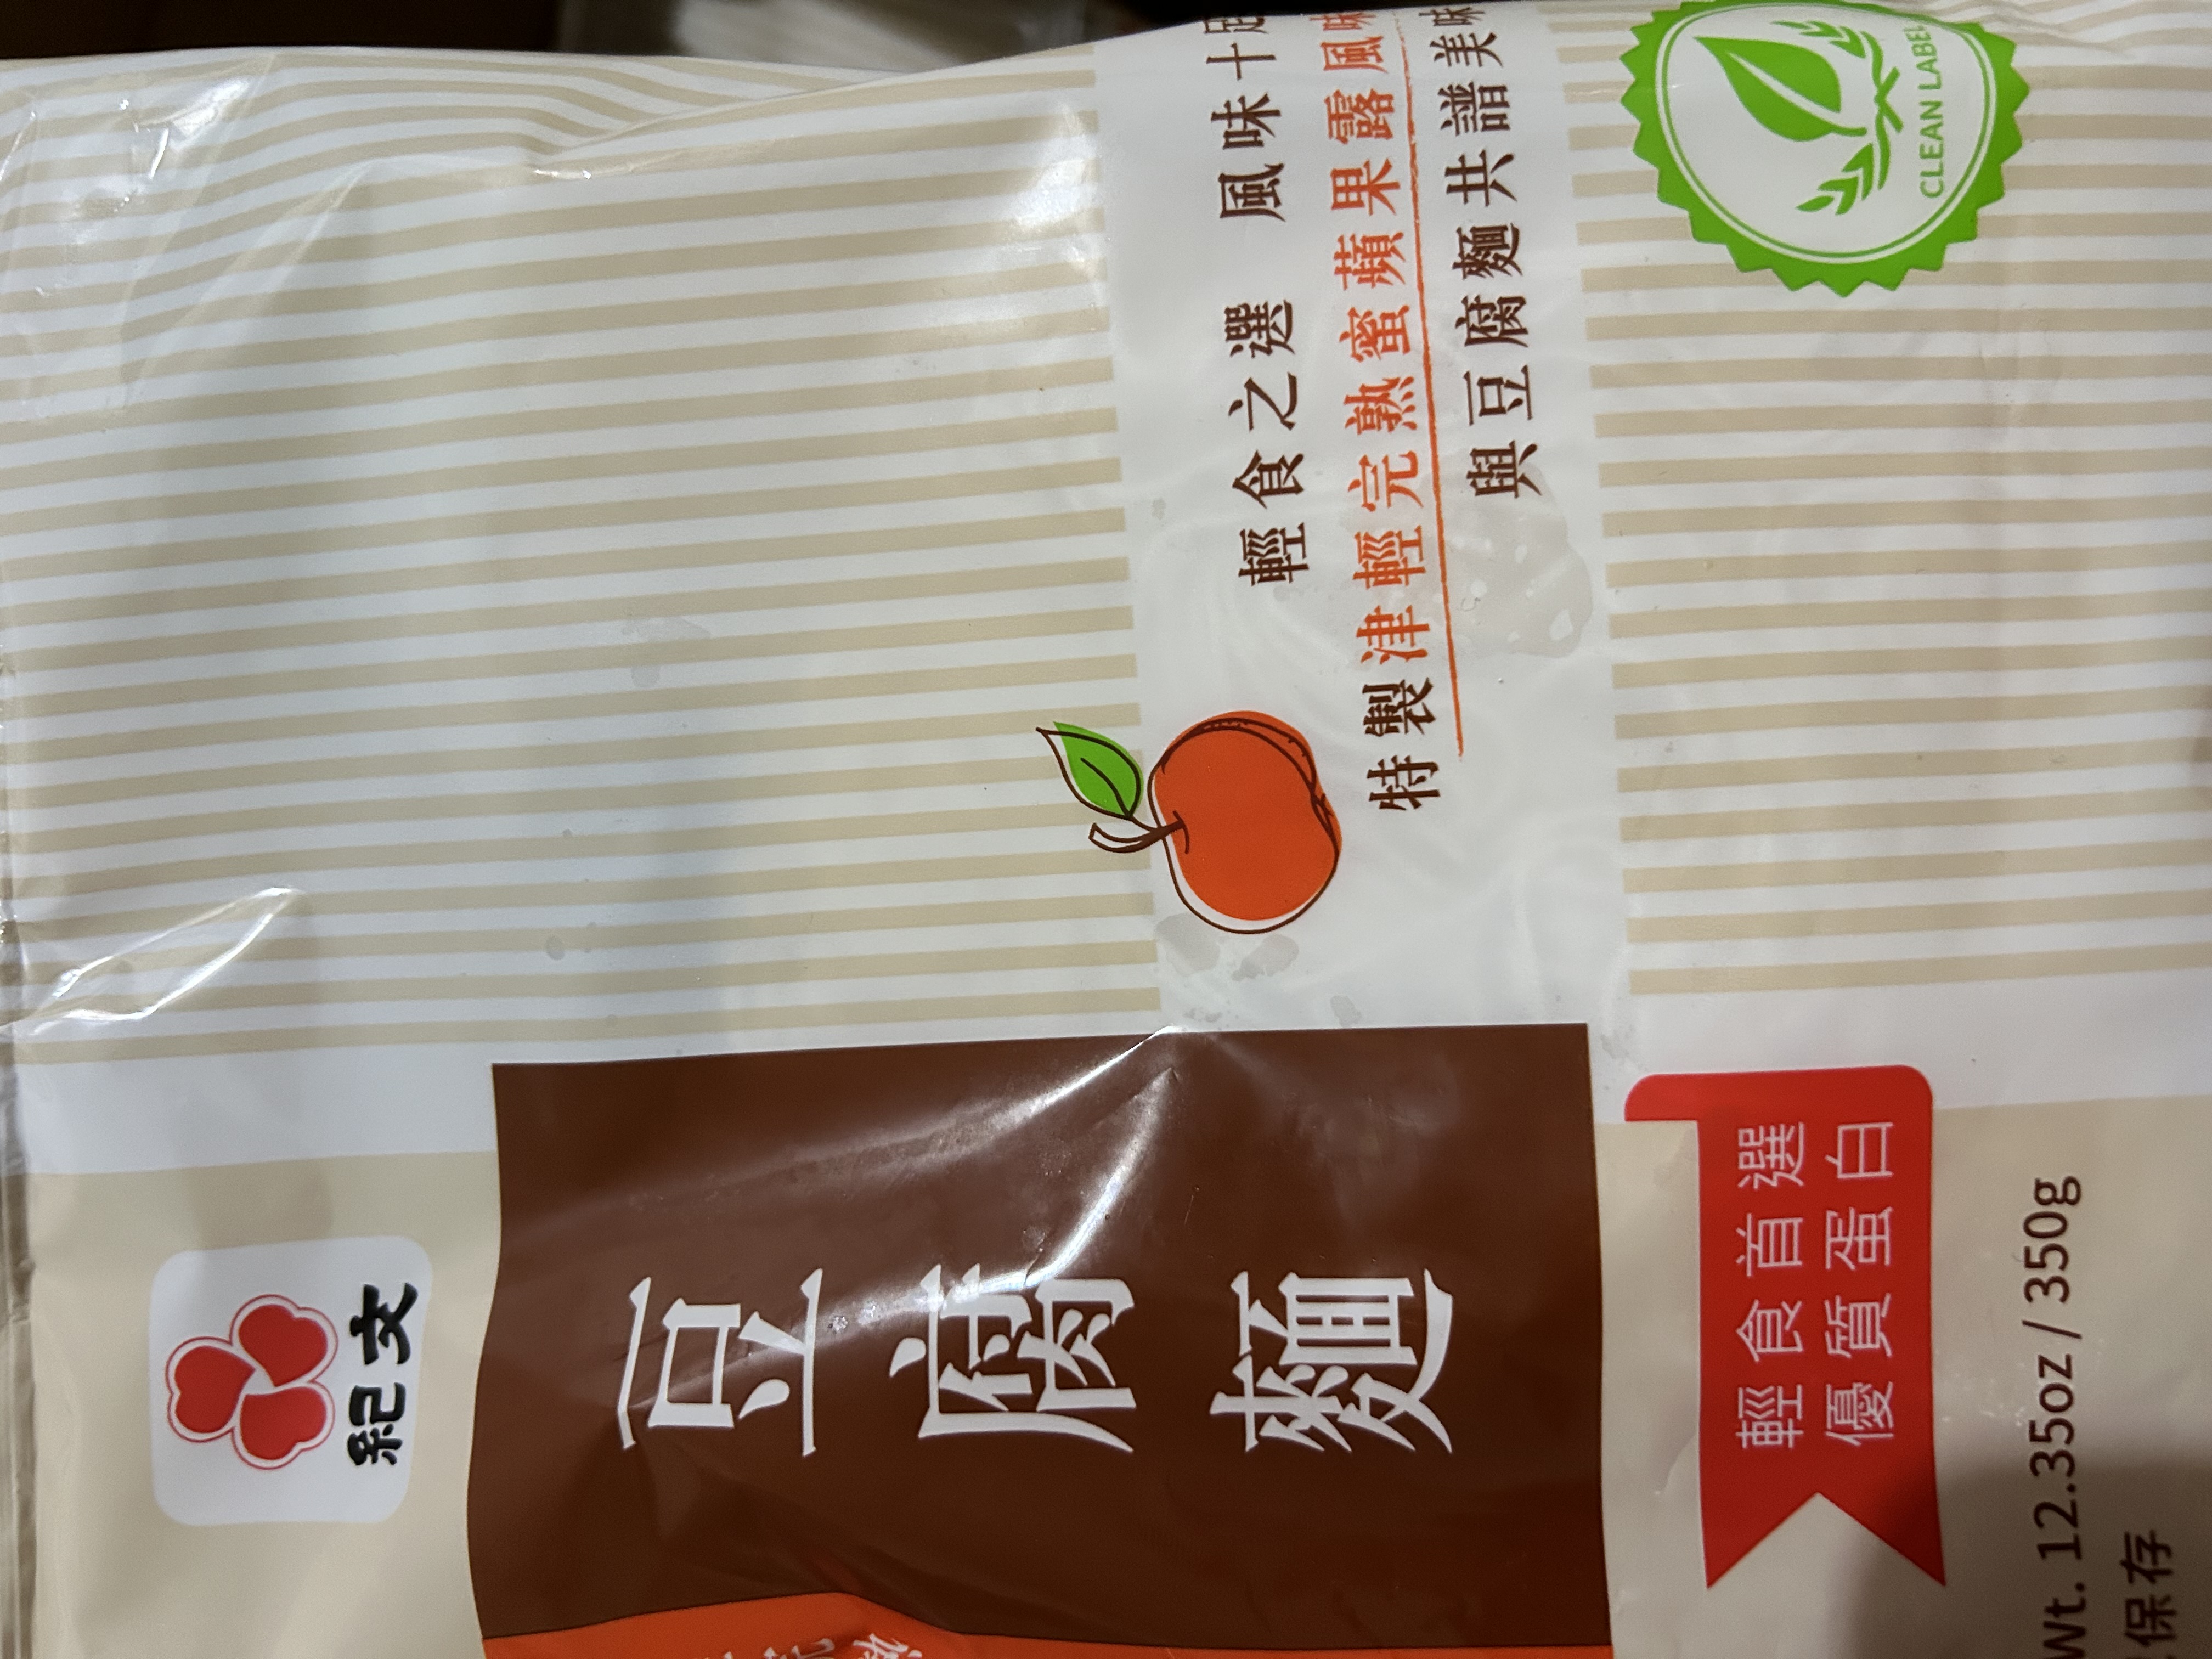 紀文
豆腐麵
輕食之選 風味十足
特製津輕完熟蜜蘋果露風味
與豆腐麵共譜美味
CLEAN LABEL
輕食首選
優質蛋白
Wt. 12.35oz / 350g
保存